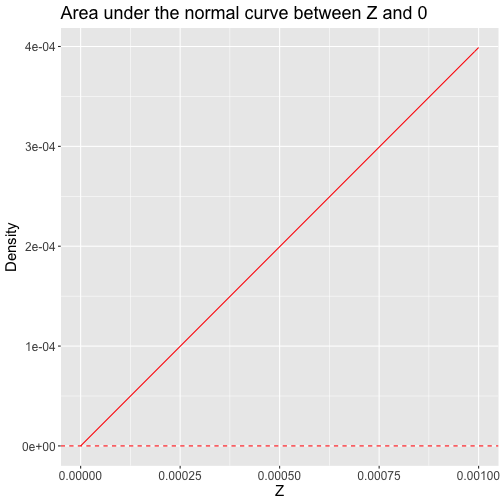 Area under the normal curve between Z and 0
4e-04
3e-04
2e-04
1e-04
0e+00
Density
0.00000 0.00025 0.00050 0.00075 0.00100
Z